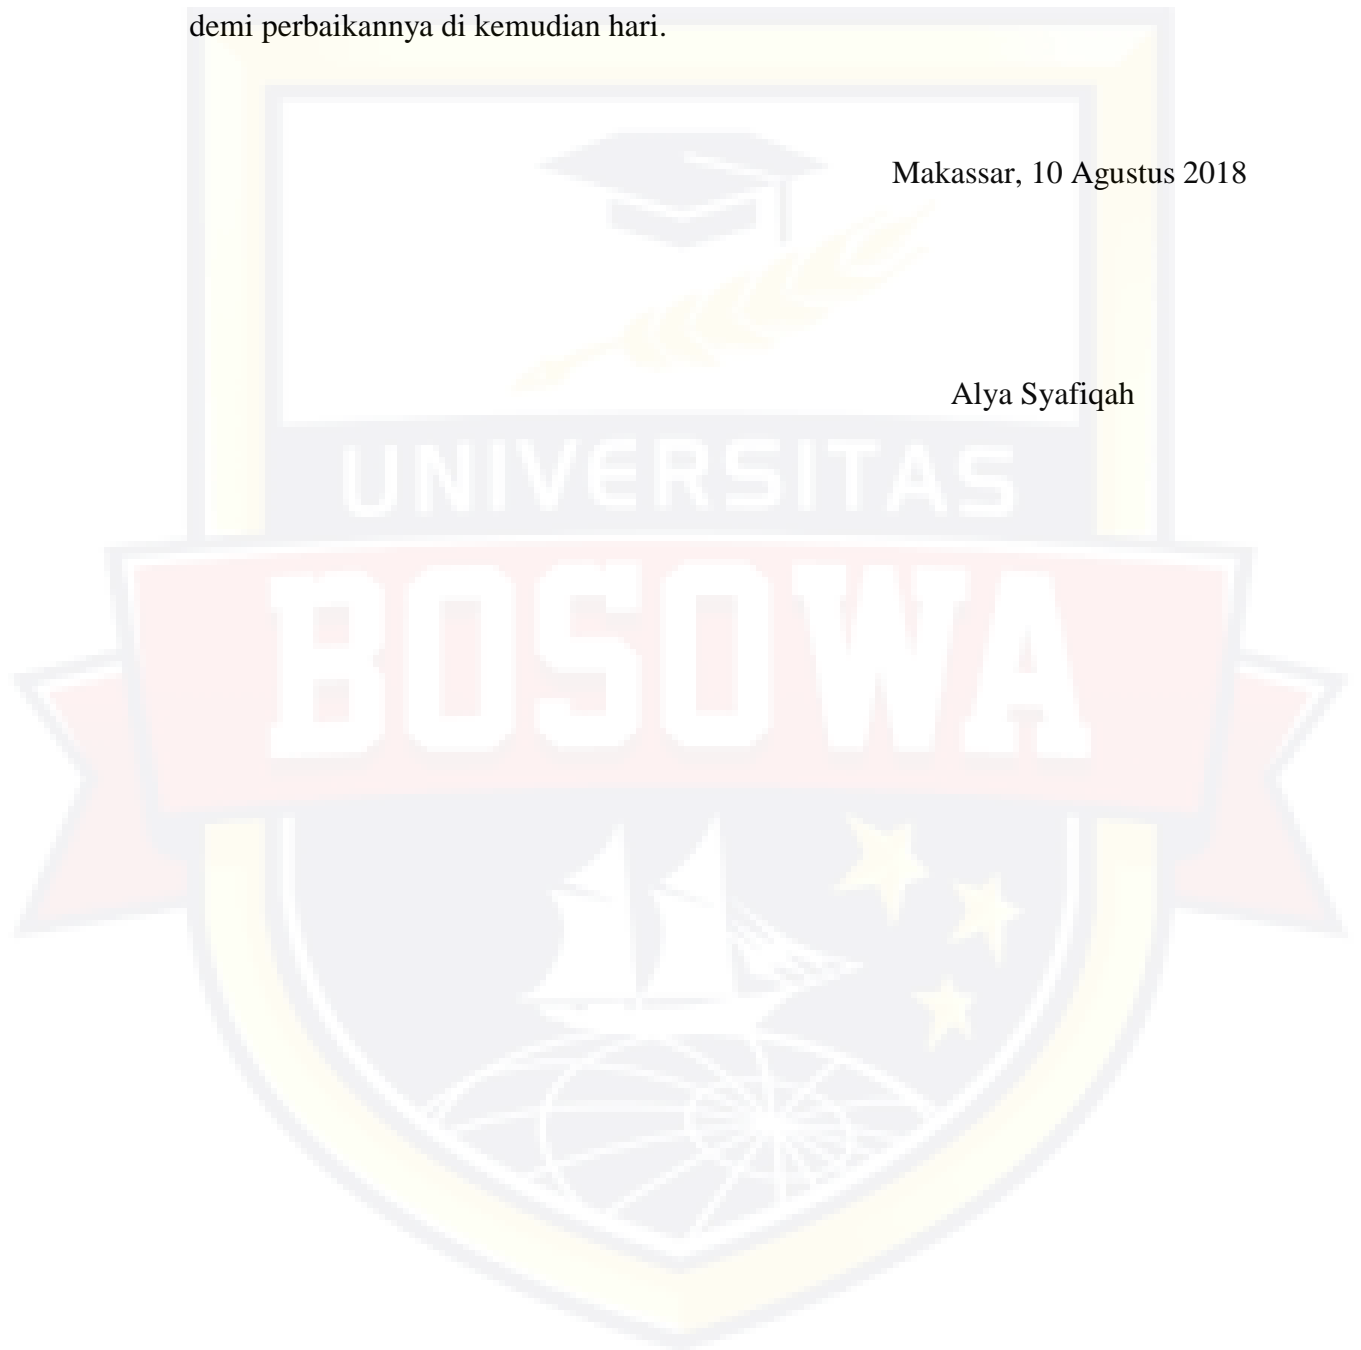 demi perbaikannya di kemudian hari.
Makassar, 10 Agustus 2018
Alya Syafiqah
UNIVERSITAS
BOSOWA